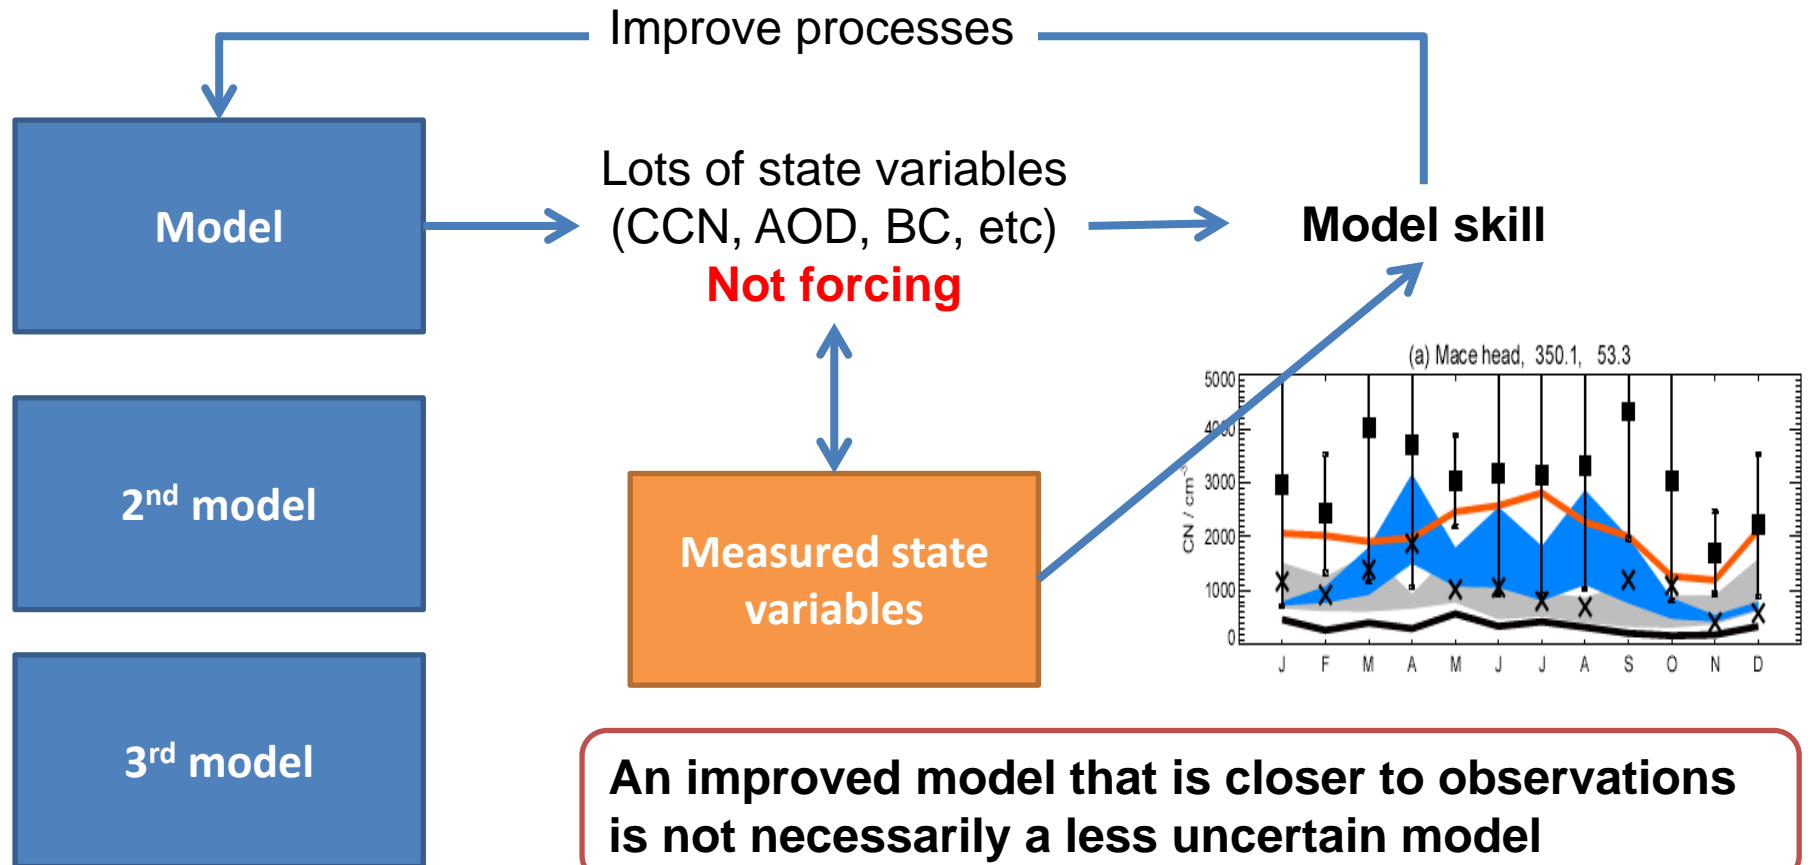 Improve processes
Model
Lots of state variables
(CCN, AOD, BC, etc)
Not forcing
Model skill
2nd model
Measured state
variables
3rd model
(a) Mace head, 350.1, 53.3
5000
4000
3000
2000
1000
0
CN / cm-3
J F M A M J J A S O N D
An improved model that is closer to observations
is not necessarily a less uncertain model